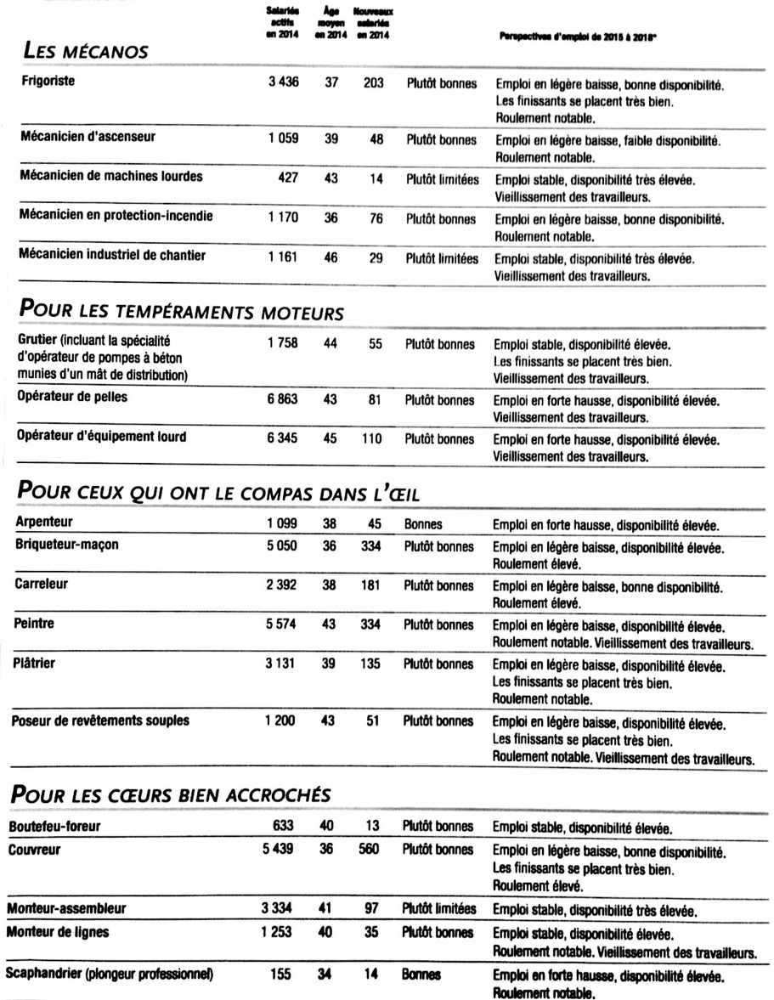 Salariés Âge Nouveaux
actifs moyen salariés
en 2014 en 2014 en 2014 Perspectives d'emploi de 2015 à 2018*
LES MÉCANOS
Frigoriste 3 436 37 203 Plutôt bonnes Emploi en légère baisse, bonne disponibilité.
Les finissants se placent très bien.
Roulement notable.
Mécanicien d'ascenseur 1 059 39 48 Plutôt bonnes Emploi en légère baisse, faible disponibilité.
Roulement notable.
Mécanicien de machines lourdes 427 43 14 Plutôt limitées Emploi stable, disponibilité très élevée.
Vieillissement des travailleurs.
Mécanicien en protection-incendie 1 170 36 76 Plutôt bonnes Emploi en légère baisse, bonne disponibilité.
Roulement notable.
Mécanicien industriel de chantier 1 161 46 29 Plutôt limitées Emploi stable, disponibilité très élevée.
Vieillissement des travailleurs.
POUR LES TEMPÉRAMENTS MOTEURS
Grutier (incluant la spécialité 1 758 44 55 Plutôt bonnes Emploi stable, disponibilité élevée.
d'opérateur de pompes à béton Les finissants se placent très bien.
munies d'un mât de distribution) Vieillissement des travailleurs.
Opérateur de pelles 6 863 43 81 Plutôt bonnes Emploi en forte hausse, disponibilité élevée.
Vieillissement des travailleurs.
Opérateur d'équipement lourd 6 345 45 110 Plutôt bonnes Emploi en forte hausse, disponibilité élevée.
Vieillissement des travailleurs.
POUR CEUX QUI ONT LE COMPAS DANS L'ŒIL
Arpenteur 1 099 38 45 Bonnes Emploi en forte hausse, disponibilité élevée.
Briqueteur-maçon 5 050 36 334 Plutôt bonnes Emploi en légère baisse, disponibilité élevée.
Roulement élevé.
Carreleur 2 392 38 181 Plutôt bonnes Emploi en légère baisse, bonne disponibilité.
Roulement élevé.
Peintre 5 574 43 334 Plutôt bonnes Emploi en légère baisse, disponibilité élevée.
Roulement notable. Vieillissement des travailleurs.
Plâtrier 3 131 39 135 Plutôt bonnes Emploi en légère baisse, disponibilité élevée.
Les finissants se placent très bien.
Roulement notable.
Poseur de revêtements souples 1 200 43 51 Plutôt bonnes Emploi en légère baisse, disponibilité élevée.
Les finissants se placent très bien.
Roulement notable. Vieillissement des travailleurs.
POUR LES CŒURS BIEN ACCROCHÉS
Boutefeu-foreur 633 40 13 Plutôt bonnes Emploi stable, disponibilité élevée.
Couvreur 5 439 36 560 Plutôt bonnes Emploi en légère baisse, bonne disponibilité.
Les finissants se placent très bien.
Roulement élevé.
Monteur-assembleur 3 334 41 97 Plutôt limitées Emploi stable, disponibilité très élevée.
Monteur de lignes 1 253 40 35 Plutôt bonnes Emploi stable, disponibilité élevée.
Roulement notable. Vieillissement des travailleurs.
Scaphandrier (plongeur professionnel) 155 34 14 Bonnes Emploi en forte hausse, disponibilité élevée.
Roulement notable.